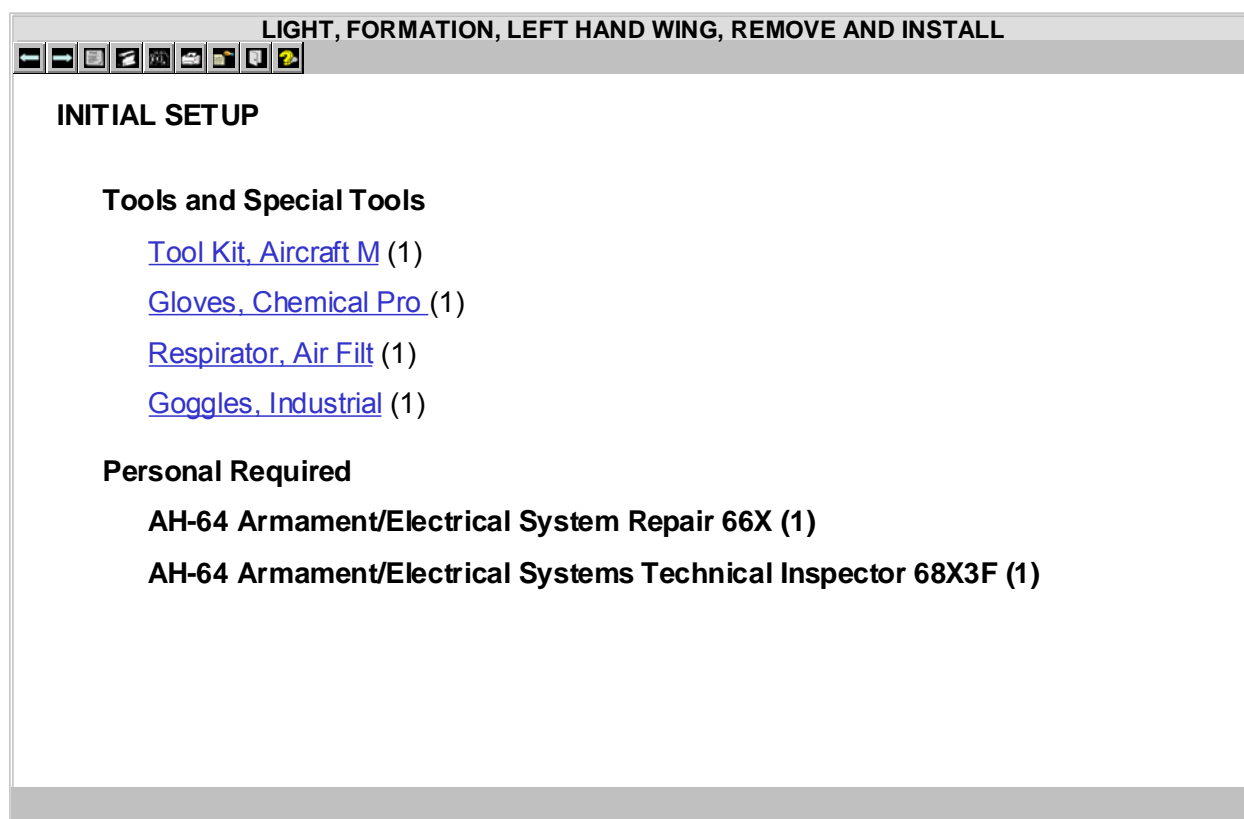 LIGHT, FORMATION, LEFT HAND WING, REMOVE AND INSTALL
INITIAL SETUP
Tools and Special Tools
Tool Kit, Aircraft M (1)
Gloves, Chemical Pro (1)
Respirator, Air Filt (1)
Goggles, Industrial (1)
Personal Required
AH-64 Armament/Electrical System Repair 66X (1)
AH-64 Armament/Electrical Systems Technical Inspector 68X3F (1)